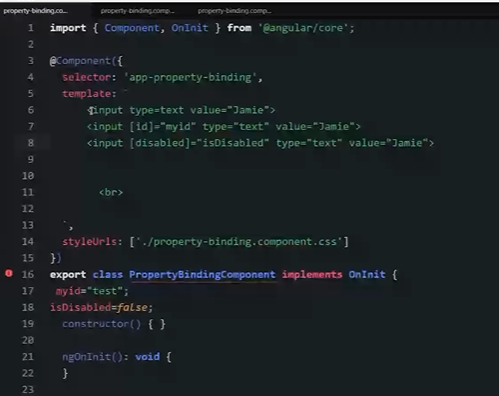 property-binding.co... property-binding.comp... property-binding.comp...
1 import { Component, OnInit } from '@angular/core';
2
3 @Component({
4 selector: 'app-property-binding',
5 template: `
6 <input type=text value="Jamie">
7 <input [id]="myid" type="text" value="Jamie">
8 <input [disabled]="isDisabled" type="text" value="Jamie">
9
10
11 <br>
12
13 `,
14 styleUrls: ['./property-binding.component.css']
15 })
16 export class PropertyBindingComponent implements OnInit {
17 myid="test";
18 isDisabled=false;
19 constructor() { }
20
21 ngOnInit(): void {
22 }
23